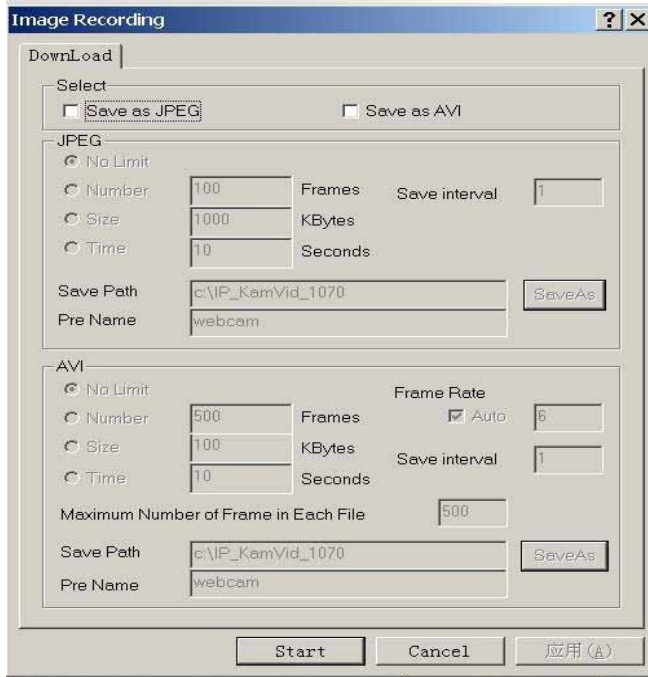 Image Recording
DownLoad
Select
Save as JPEG Save as AVI
JPEG
No Limit
Number 100 Frames Save interval 1
Size 1000 KBytes
Time 10 Seconds
Save Path c:\IP_KamVid_1070 SaveAs
Pre Name webcam
AVI
No Limit Frame Rate
Number 500 Frames Auto 6
Size 100 KBytes
Save interval 1
Time 10 Seconds
Maximum Number of Frame in Each File 500
Save Path c:\IP_KamVid_1070 SaveAs
Pre Name webcam
Start Cancel 应用(A)